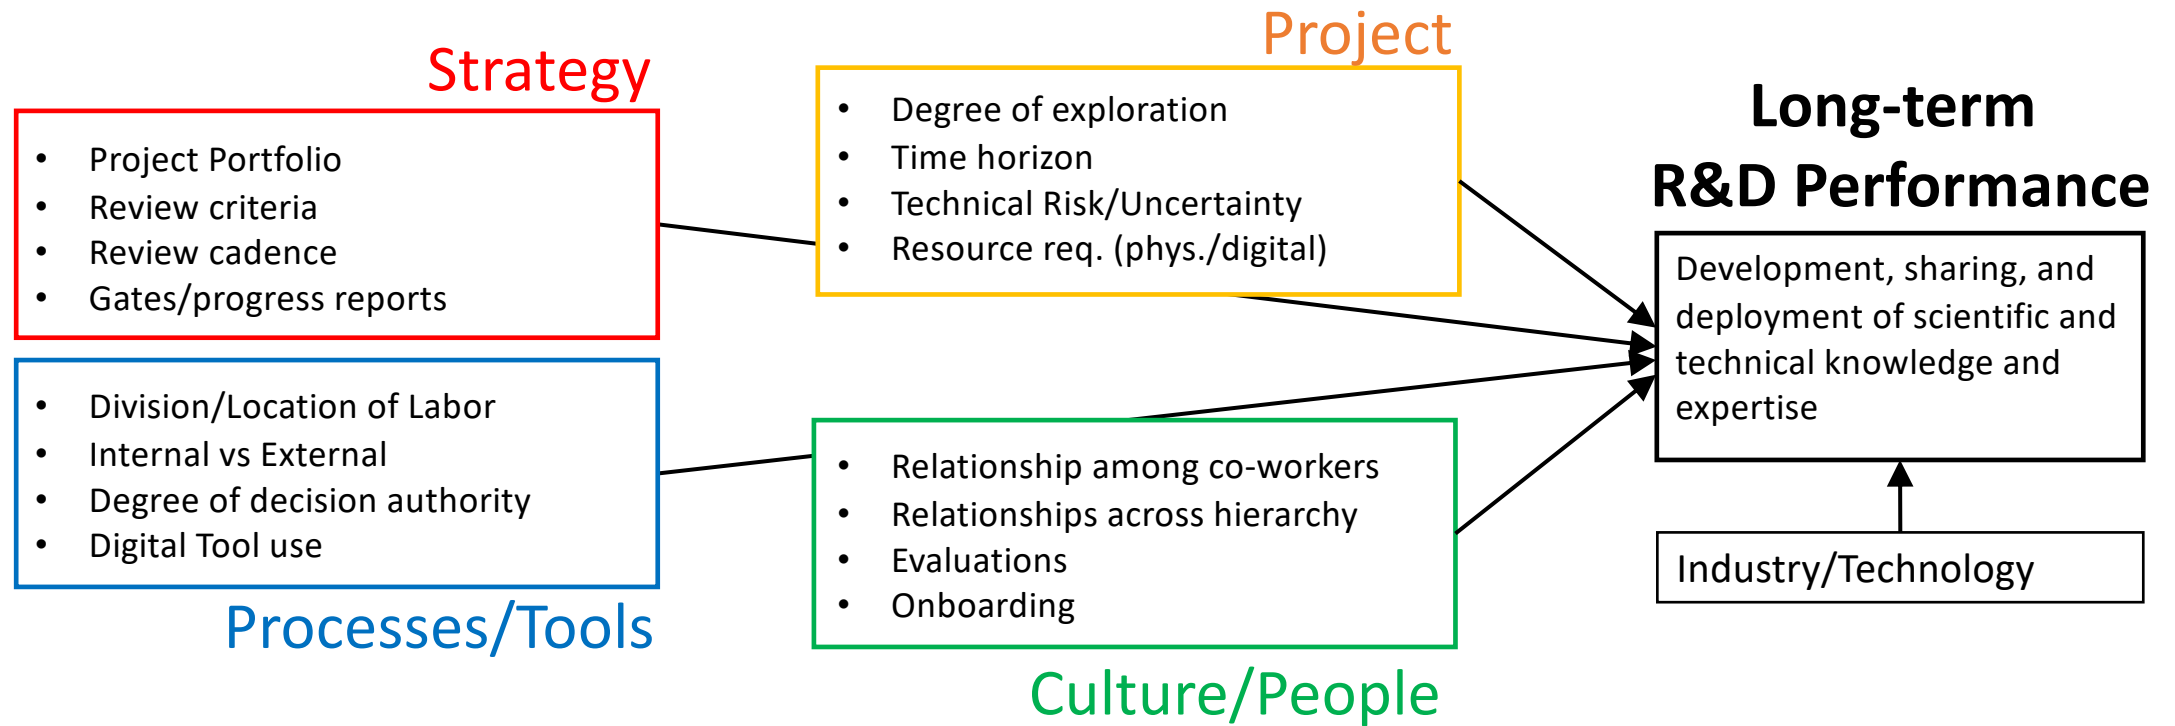 Strategy
• Project Portfolio
• Review criteria
• Review cadence
• Gates/progress reports
Project
• Degree of exploration
• Time horizon
• Technical Risk/Uncertainty
• Resource req. (phys./digital)
Long-term
R&D Performance
Development, sharing, and
deployment of scientific and
technical knowledge and
expertise
• Division/Location of Labor
• Internal vs External
• Degree of decision authority
• Digital Tool use
Processes/Tools
• Relationship among co-workers
• Relationships across hierarchy
• Evaluations
• Onboarding
Culture/People
Industry/Technology